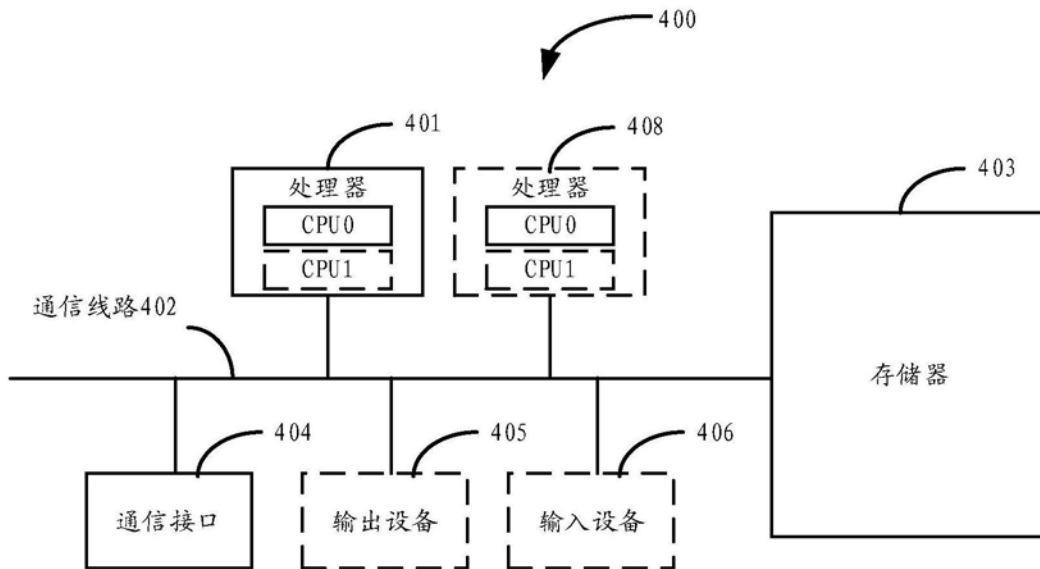 400
401
408
处理器
CPU0
CPU1
处理器
CPU0
CPU1
403
通信线路402
存储器
404
405
406
通信接口
输出设备
输入设备